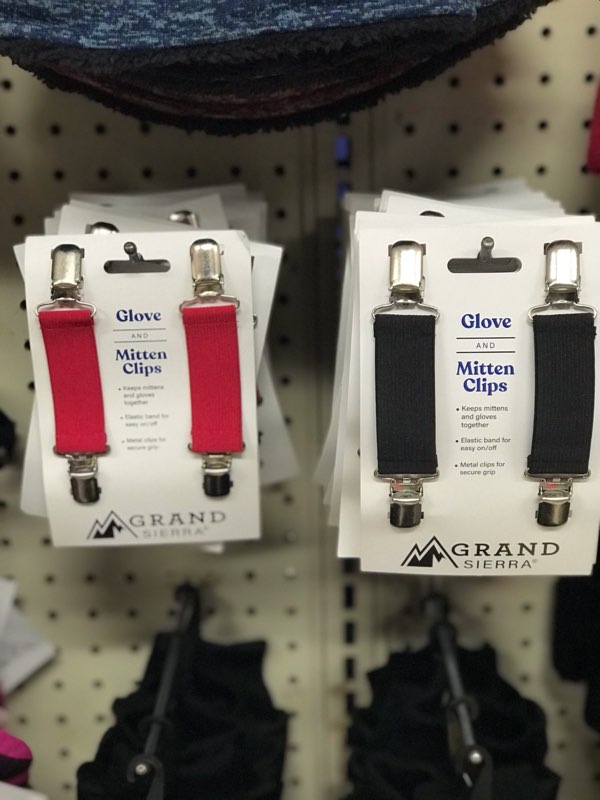 Glove
AND
Mitten
Clips
• Keeps mittens
and gloves
together
• Elastic band for
easy on/off
• Metal clips for
secure grip
GRAND
SIERRA®
Glove
AND
Mitten
Clips
• Keeps mittens
and gloves
together
• Elastic band for
easy on/off
• Metal clips for
secure grip
GRAND
SIERRA®